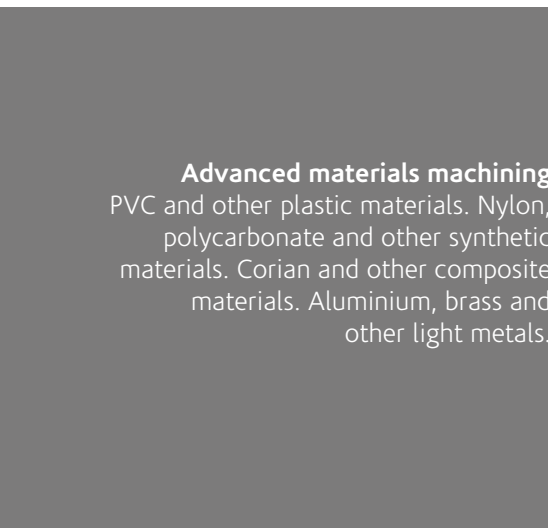 Advanced materials machining
PVC and other plastic materials. Nylon,
polycarbonate and other synthetic
materials. Corian and other composite
materials. Aluminium, brass and
other light metals.